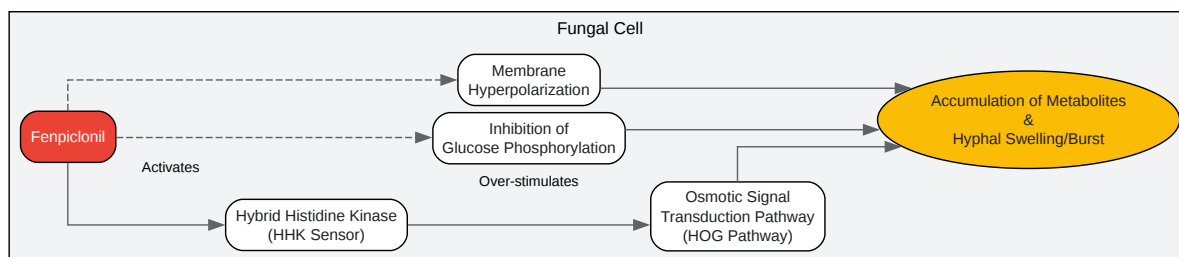 Fungal Cell
Membrane
Hyperpolarization
Accumulation of Metabolites
&
Hyphal Swelling/Burst
Fenpiclonil
Inhibition of
Glucose Phosphorylation
Activates
Over-stimulates
Hybrid Histidine Kinase
(HHK Sensor)
Osmotic Signal
Transduction Pathway
(HOG Pathway)